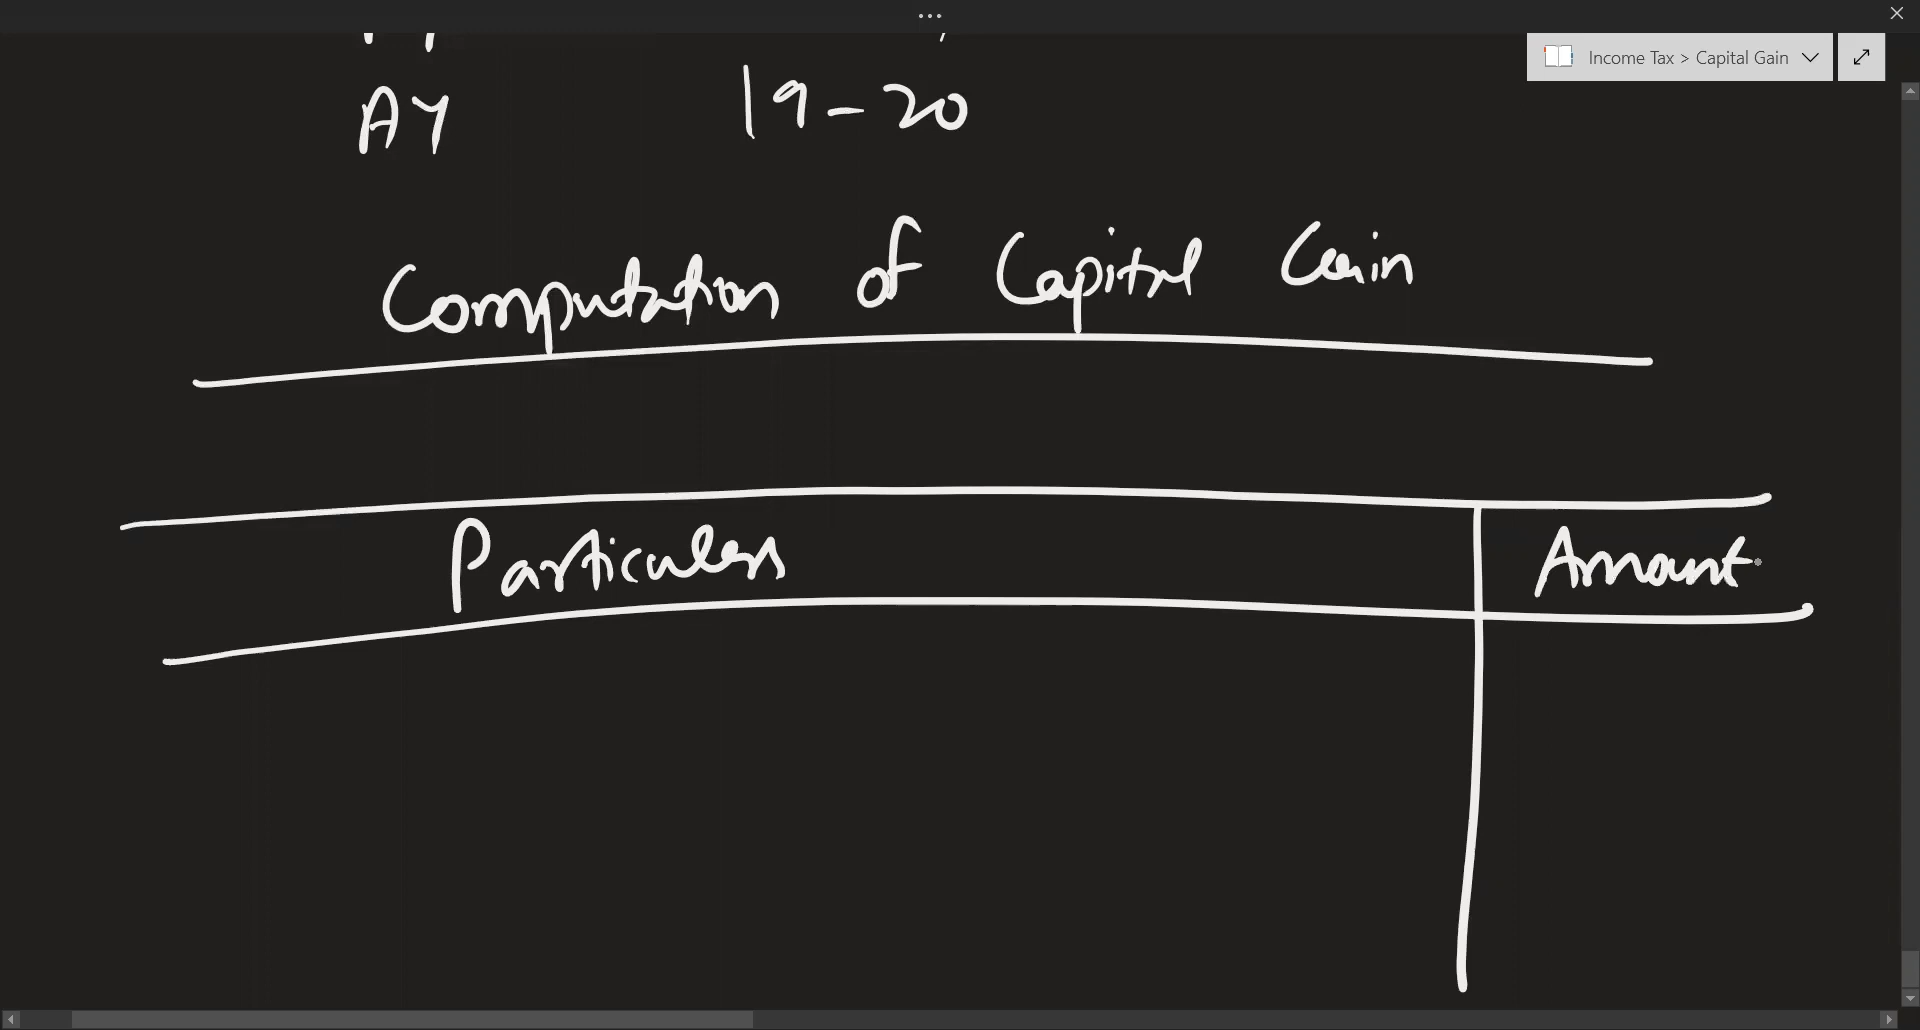 Income Tax > Capital Gain
AY 19-20
Computation of Capital Gain
Particulars Amount